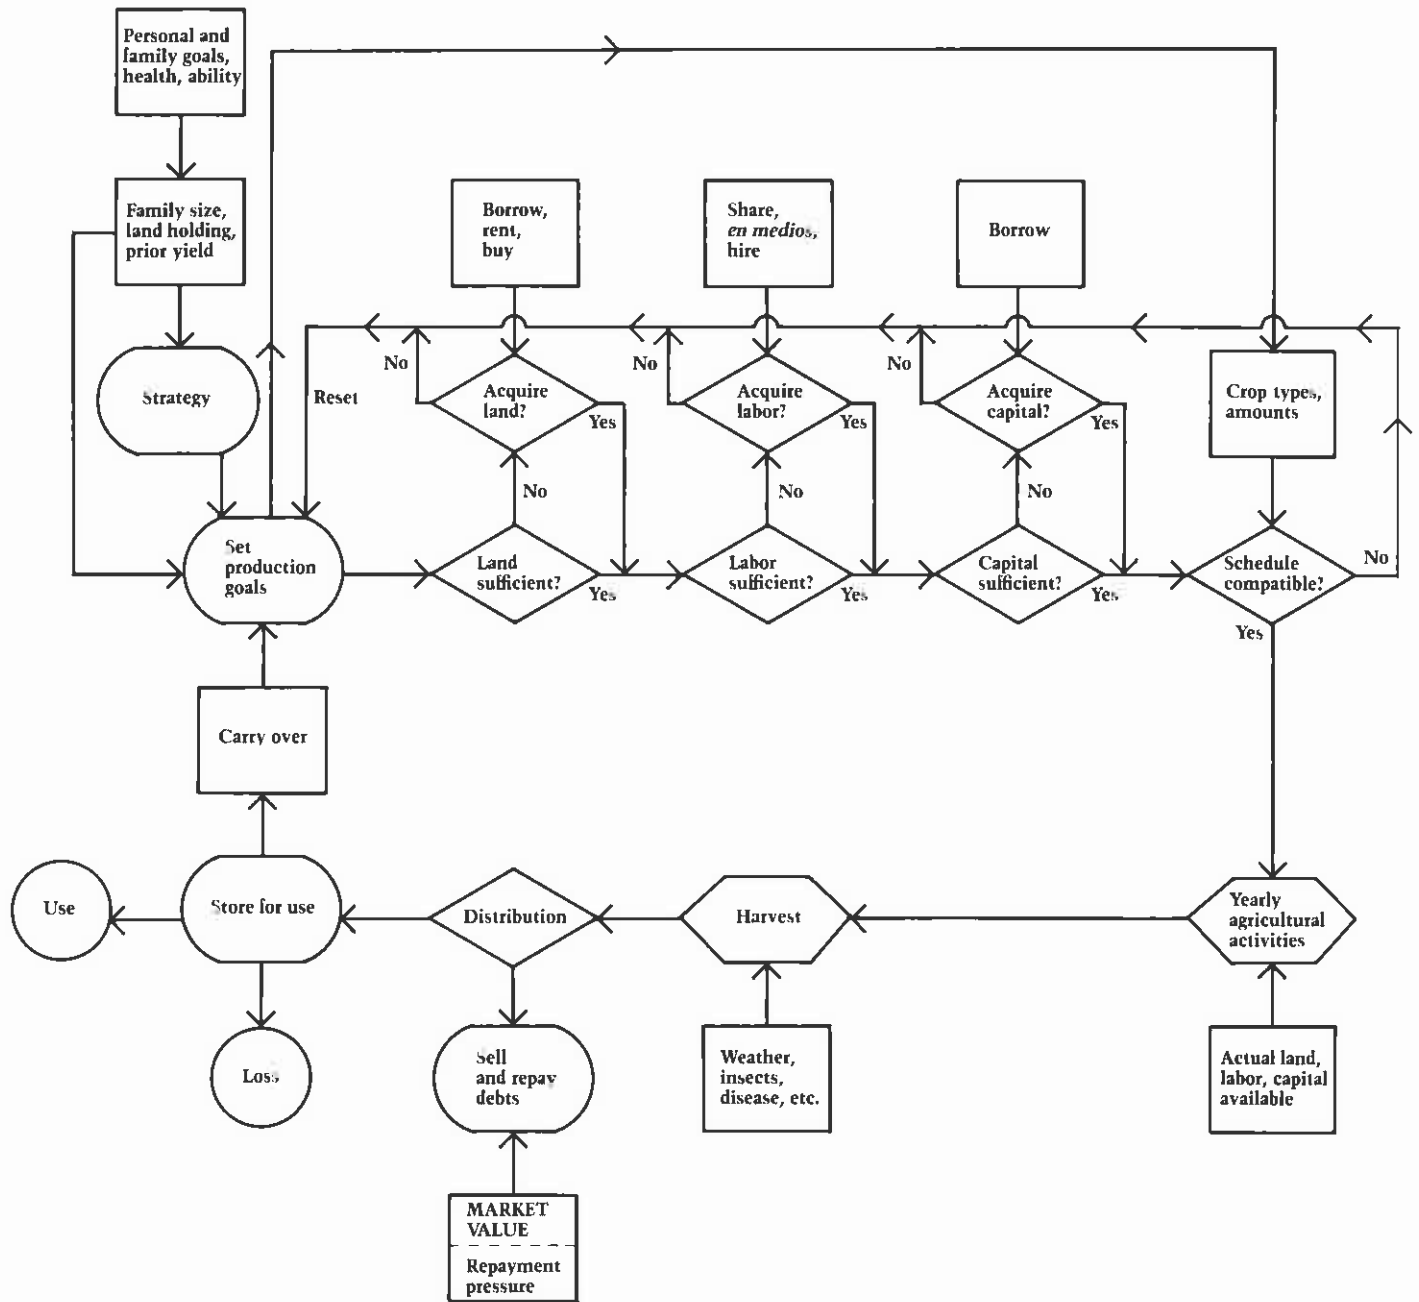 Personal and
family goals,
health, ability
Family size,
land holding,
prior yield
Borrow,
rent,
buy
Share,
en medios,
hire
Borrow
Strategy
Reset
No
Acquire
land?
Yes
No
Acquire
labor?
Yes
No
Acquire
capital?
Yes
Crop types,
amounts
No
No
No
Set
production
goals
Land
sufficient?
Yes
Labor
sufficient?
Yes
Capital
sufficient?
Yes
Schedule
compatible?
No
Yes
Carry over
Use
Store for use
Distribution
Harvest
Yearly
agricultural
activities
Loss
Sell
and repay
debts
Weather,
insects,
disease, etc.
Actual land,
labor, capital
available
MARKET
VALUE
Repayment
pressure